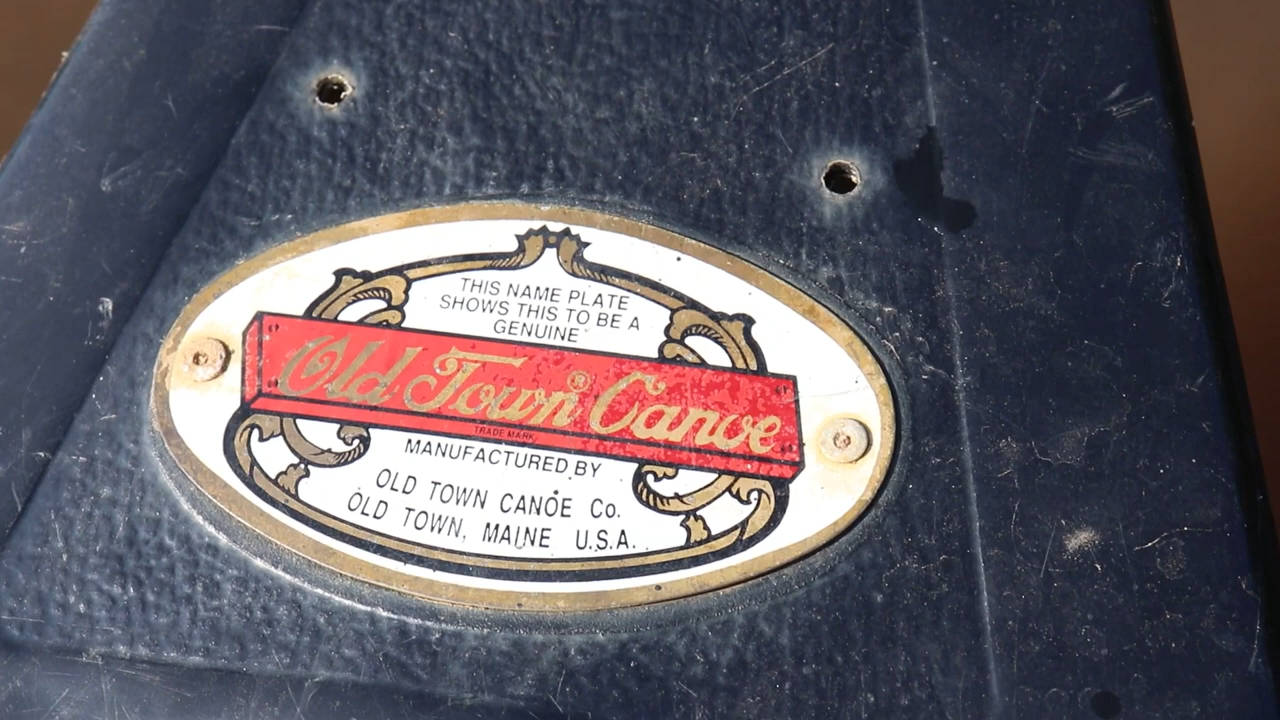 THIS NAME PLATE
SHOWS THIS TO BE A
GENUINE
Old Town® Canoe
TRADE MARK
MANUFACTURED BY
OLD TOWN CANOE Co.
OLD TOWN, MAINE U.S.A.